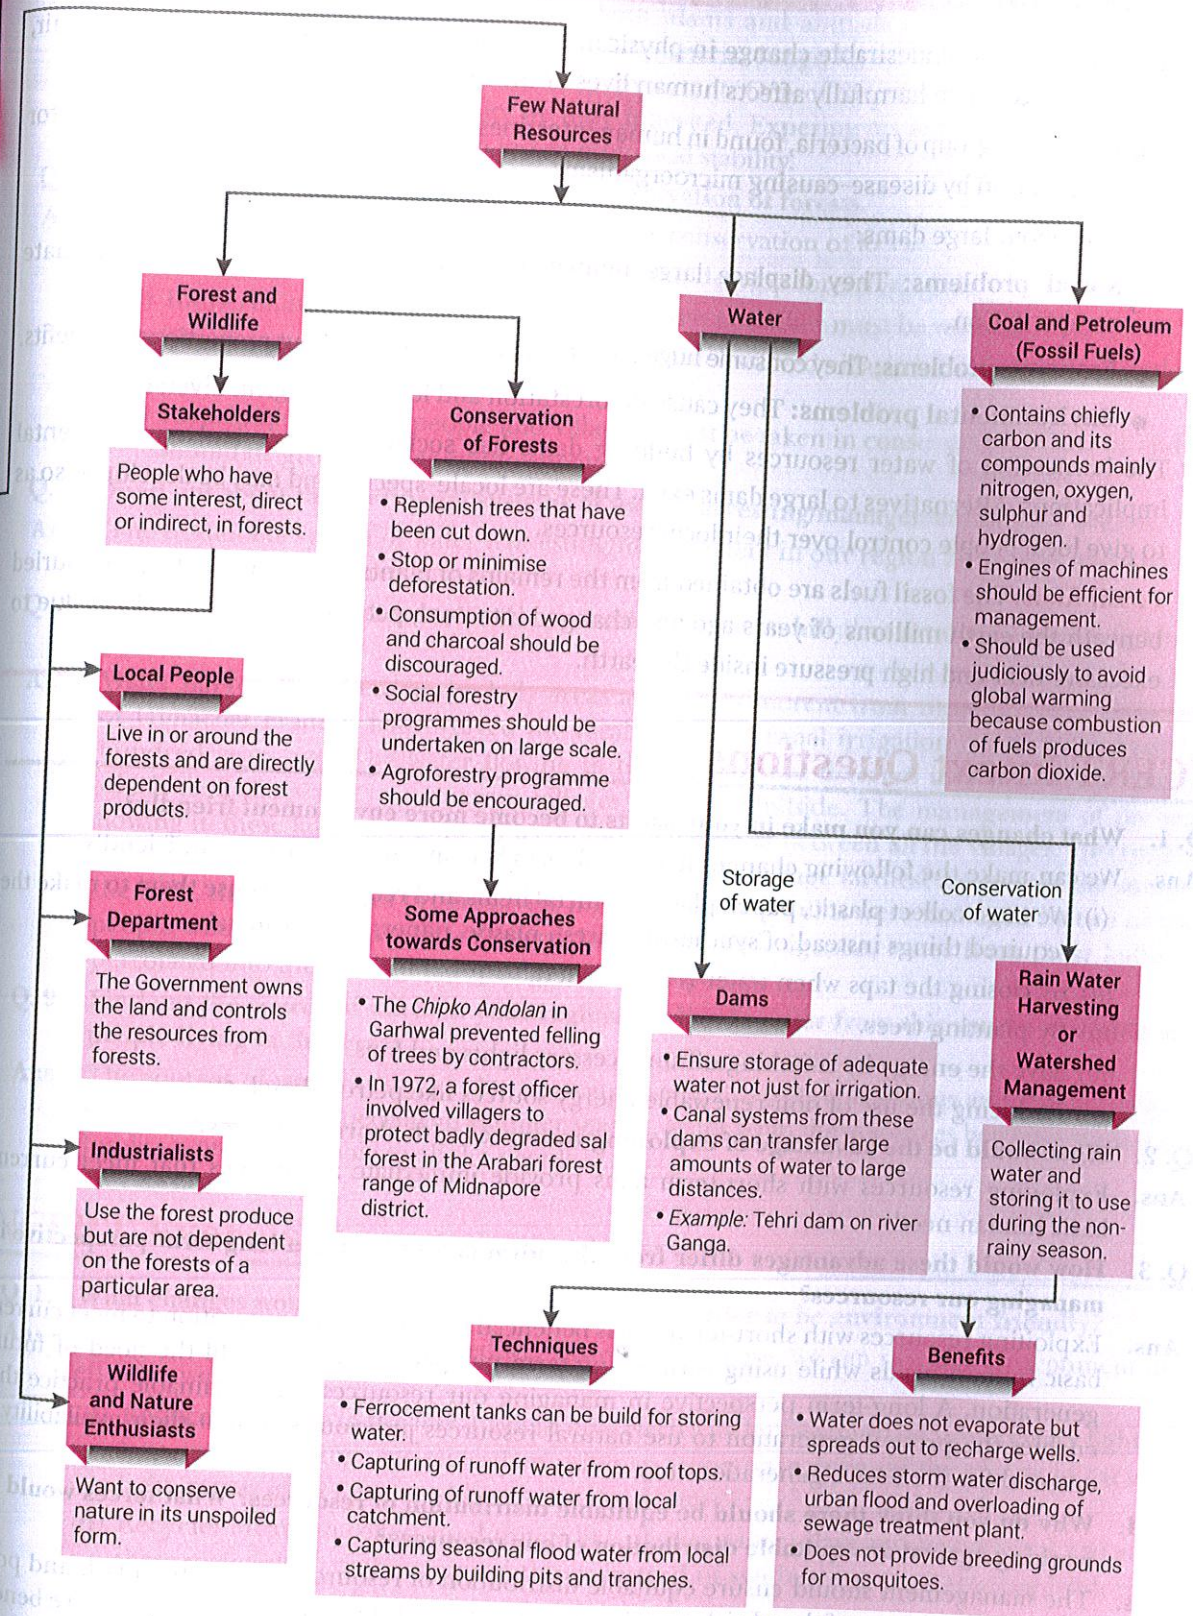 Few Natural
Resources
Forest and
Wildlife
Water
Coal and Petroleum
(Fossil Fuels)
Stakeholders
People who have
some interest, direct
or indirect, in forests.
Conservation
of Forests
• Replenish trees that have
been cut down.
• Stop or minimise
deforestation.
• Consumption of wood
and charcoal should be
discouraged.
• Social forestry
programmes should be
undertaken on large scale.
• Agroforestry programme
should be encouraged.
• Contains chiefly
carbon and its
compounds mainly
nitrogen, oxygen,
sulphur and
hydrogen.
• Engines of machines
should be efficient for
management.
• Should be used
judiciously to avoid
global warming
because combustion
of fuels produces
carbon dioxide.
Local People
Live in or around the
forests and are directly
dependent on forest
products.
Forest
Department
The Government owns
the land and controls
the resources from
forests.
Industrialists
Use the forest produce
but are not dependent
on the forests of a
particular area.
Wildlife
and Nature
Enthusiasts
Want to conserve
nature in its unspoiled
form.
Some Approaches
towards Conservation
• The Chipko Andolan in
Garhwal prevented felling
of trees by contractors.
• In 1972, a forest officer
involved villagers to
protect badly degraded sal
forest in the Arabari forest
range of Midnapore
district.
Storage
of water
Conservation
of water
Dams
• Ensure storage of adequate
water not just for irrigation.
• Canal systems from these
dams can transfer large
amounts of water to large
distances.
• Example: Tehri dam on river
Ganga.
Rain Water
Harvesting
or
Watershed
Management
Collecting rain
water and
storing it to use
during the non-
rainy season.
Techniques
• Ferrocement tanks can be build for storing
water.
• Capturing of runoff water from roof tops.
• Capturing of runoff water from local
catchment.
• Capturing seasonal flood water from local
streams by building pits and tranches.
Benefits
• Water does not evaporate but
spreads out to recharge wells.
• Reduces storm water discharge,
urban flood and overloading of
sewage treatment plant.
• Does not provide breeding grounds
for mosquitoes.